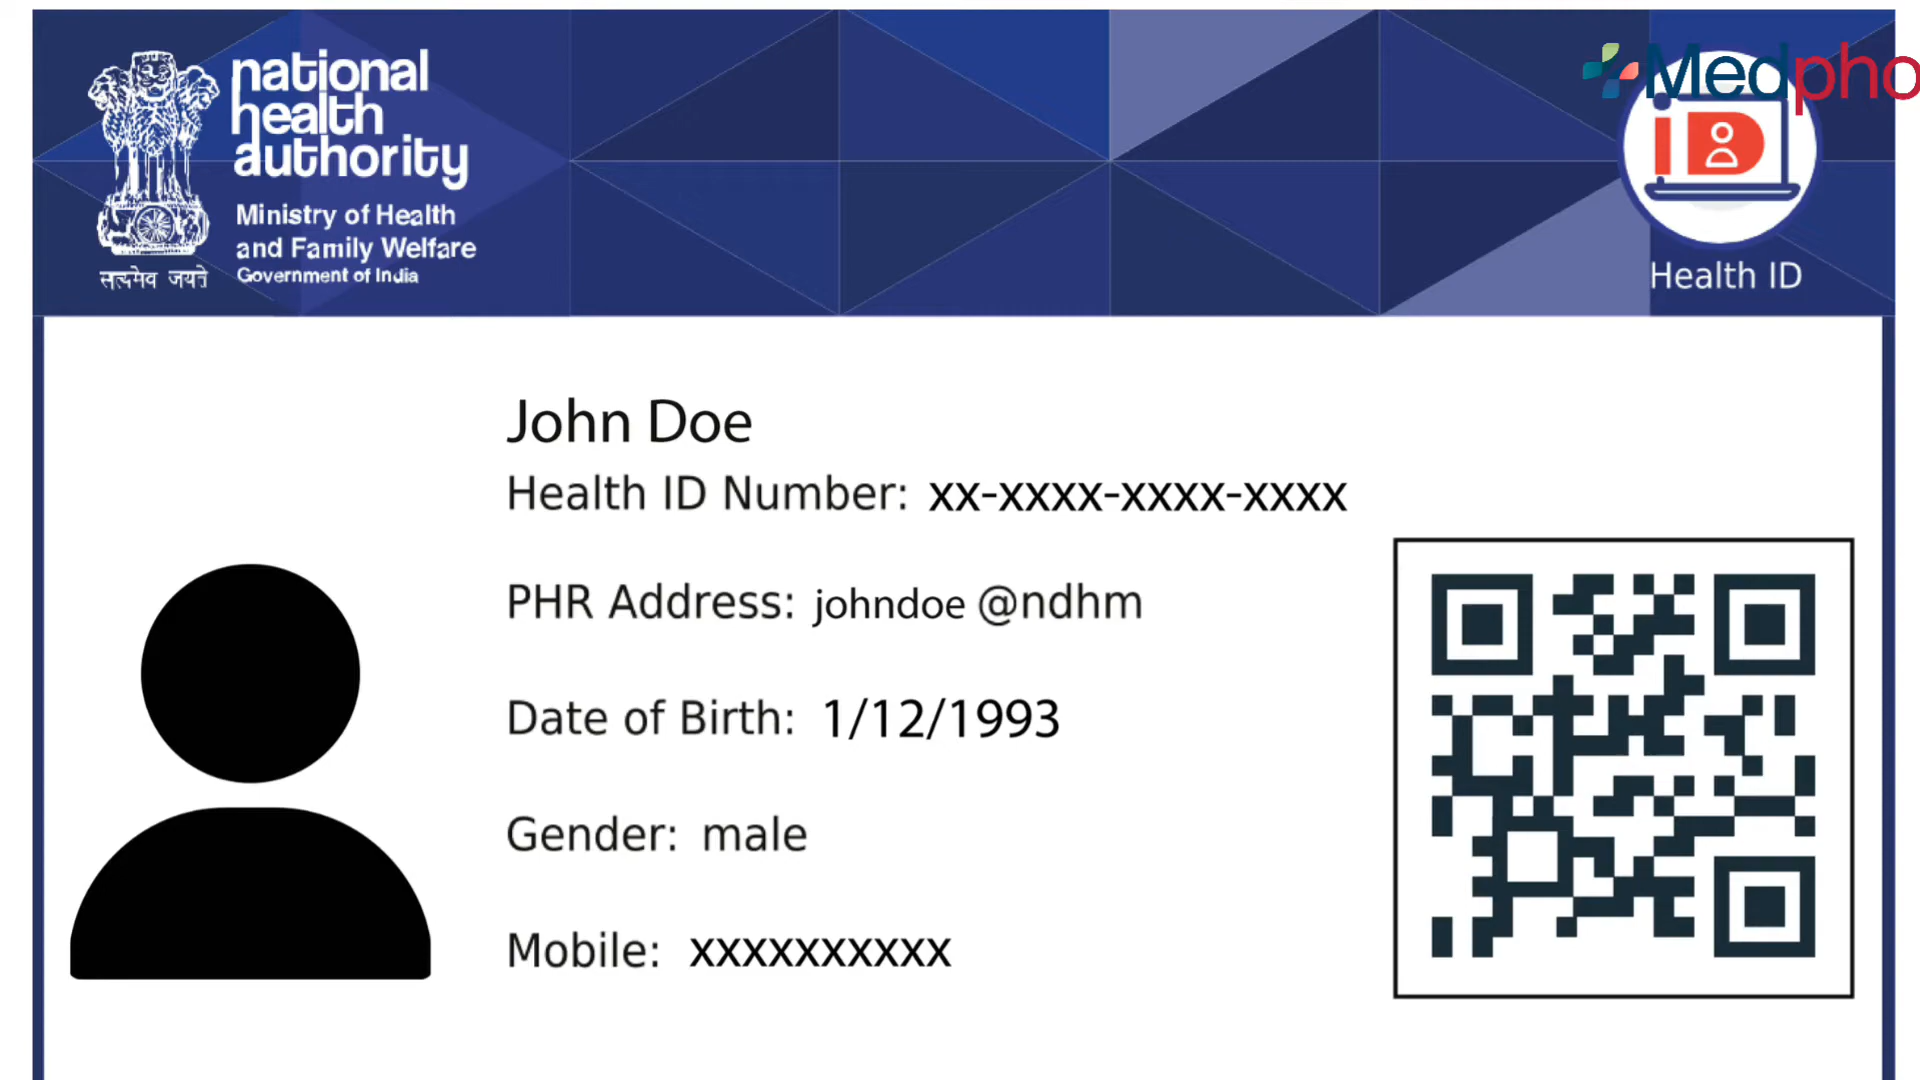 national
health
authority
Ministry of Health
and Family Welfare
Government of India
सत्यमेव जयते
Medpho
iD
Health ID
John Doe
Health ID Number: xx-xxxx-xxxx-xxxx
PHR Address: johndoe @ndhm
Date of Birth: 1/12/1993
Gender: male
Mobile: xxxxxxxxxx